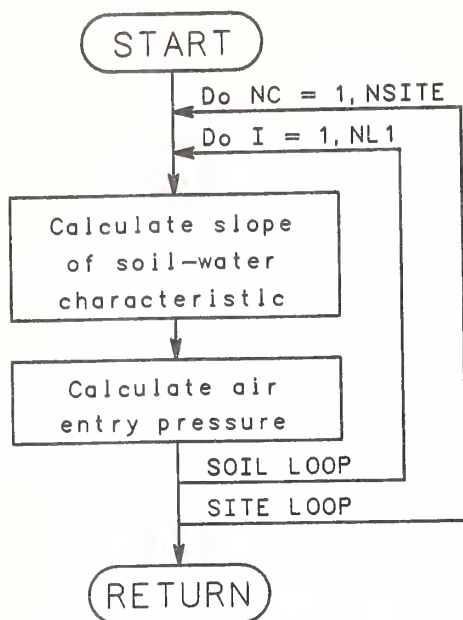 START
Do NC = 1, NSITE
Do I = 1, NL1
Calculate slope
of soil-water
characteristic
Calculate air
entry pressure
SOIL LOOP
SITE LOOP
RETURN